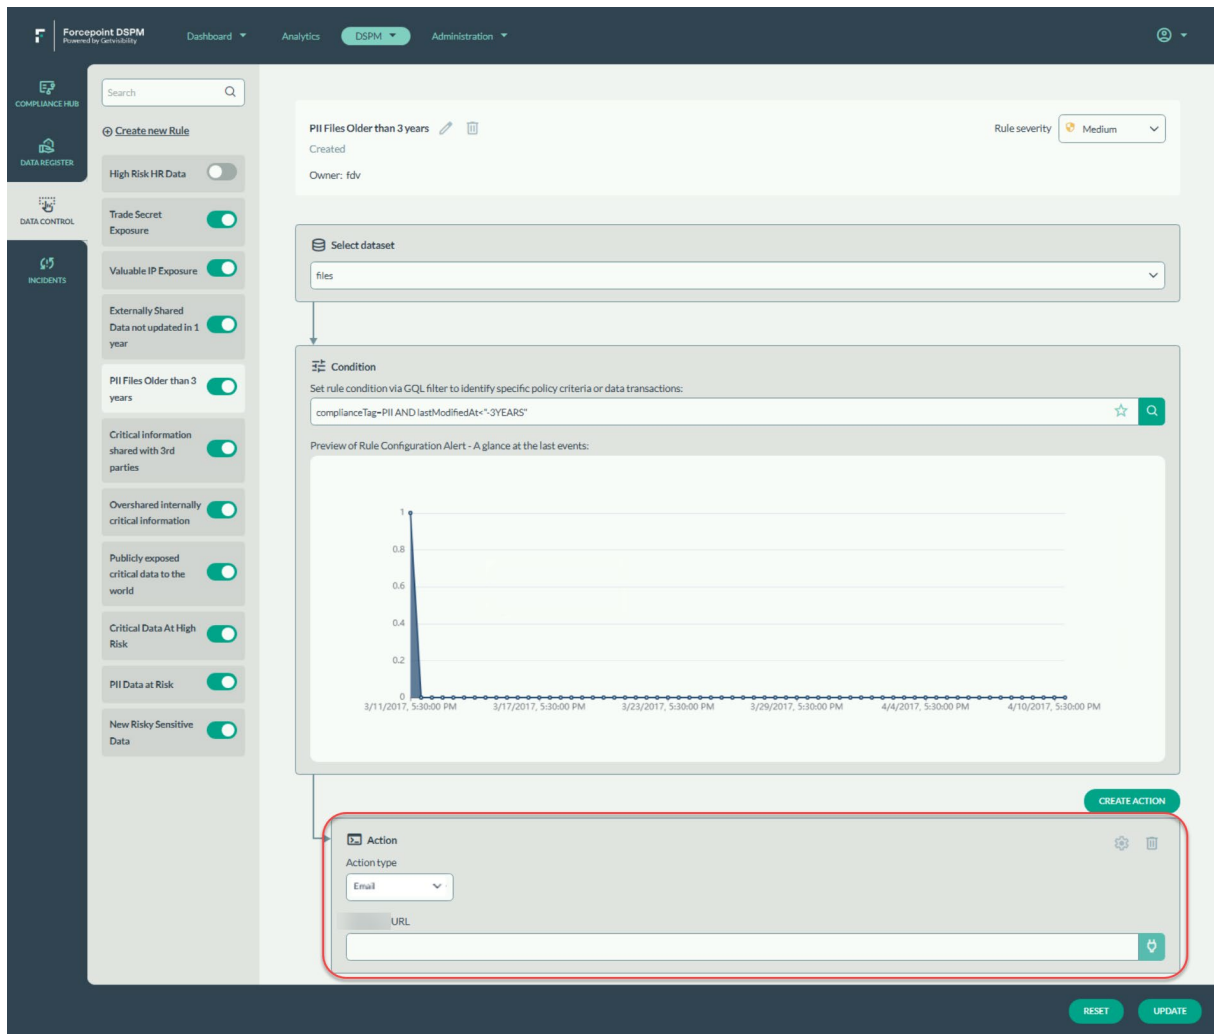 Forcepoint DSPM
Powered by Getvisibility
Dashboard
Analytics
DSPM
Administration
COMPLIANCE HUB
DATA REGISTER
DATA CONTROL
INCIDENTS
Search
Create new Rule
High Risk HR Data
Trade Secret
Exposure
Valuable IP Exposure
Externally Shared
Data not updated in 1
year
PII Files Older than 3
years
Critical information
shared with 3rd
parties
Overshared internally
critical information
Publicly exposed
critical data to the
world
Critical Data At High
Risk
PII Data at Risk
New Risky Sensitive
Data
PII Files Older than 3 years
Created
Owner: fdv
Rule severity
Medium
Select dataset
files
Condition
Set rule condition via GQL filter to identify specific policy criteria or data transactions:
complianceTag=PII AND lastModifiedAt<"-3YEARS"
Preview of Rule Configuration Alert - A glance at the last events:
1
0.8
0.6
0.4
0.2
0
3/11/2017, 5:30:00 PM
3/17/2017, 5:30:00 PM
3/23/2017, 5:30:00 PM
3/29/2017, 5:30:00 PM
4/4/2017, 5:30:00 PM
4/10/2017, 5:30:00 PM
CREATE ACTION
Action
Action type
Email
URL
RESET
UPDATE